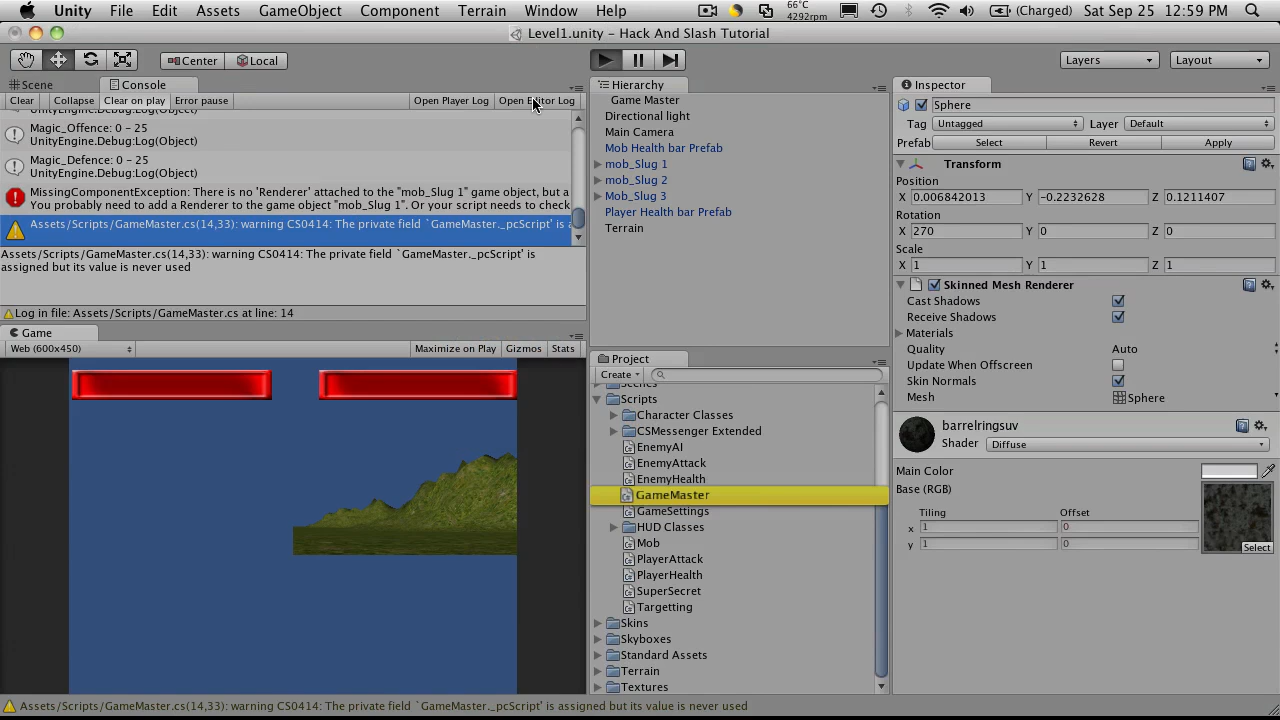 Unity File Edit Assets GameObject Component Terrain Window Help 66°C 4292rpm (Charged) Sat Sep 25 12:59 PM
Level1.unity - Hack And Slash Tutorial
Center Local Layers Layout
Scene Console
Clear Collapse Clear on play Error pause Open Player Log Open Editor Log
UnityEngine.Debug:Log(Object)
Magic_Offence: 0 - 25
UnityEngine.Debug:Log(Object)
Magic_Defence: 0 - 25
UnityEngine.Debug:Log(Object)
MissingComponentException: There is no 'Renderer' attached to the "mob_Slug 1" game object, but a
You probably need to add a Renderer to the game object "mob_Slug 1". Or your script needs to check
Assets/Scripts/GameMaster.cs(14,33): warning CS0414: The private field `GameMaster._pcScript' is a
Assets/Scripts/GameMaster.cs(14,33): warning CS0414: The private field `GameMaster._pcScript' is
assigned but its value is never used
Log in file: Assets/Scripts/GameMaster.cs at line: 14
Game
Web (600x450) Maximize on Play Gizmos Stats
Hierarchy
Game Master
Directional light
Main Camera
Mob Health bar Prefab
mob_Slug 1
mob_Slug 2
Mob_Slug 3
Player Health bar Prefab
Terrain
Project
Create
Scenes
Scripts
Character Classes
CSMessenger Extended
EnemyAI
EnemyAttack
EnemyHealth
GameMaster
GameSettings
HUD Classes
Mob
PlayerAttack
PlayerHealth
SuperSecret
Targetting
Skins
Skyboxes
Standard Assets
Terrain
Textures
Inspector
Sphere
Tag Untagged Layer Default
Prefab Select Revert Apply
Transform
Position
X 0.006842013 Y -0.2232628 Z 0.1211407
Rotation
X 270 Y 0 Z 0
Scale
X 1 Y 1 Z 1
Skinned Mesh Renderer
Cast Shadows
Receive Shadows
Materials
Quality Auto
Update When Offscreen
Skin Normals
Mesh Sphere
barrelringsuv
Shader Diffuse
Main Color
Base (RGB)
Tiling Offset
x 1 0
y 1 0
Select
Assets/Scripts/GameMaster.cs(14,33): warning CS0414: The private field `GameMaster._pcScript' is assigned but its value is never used